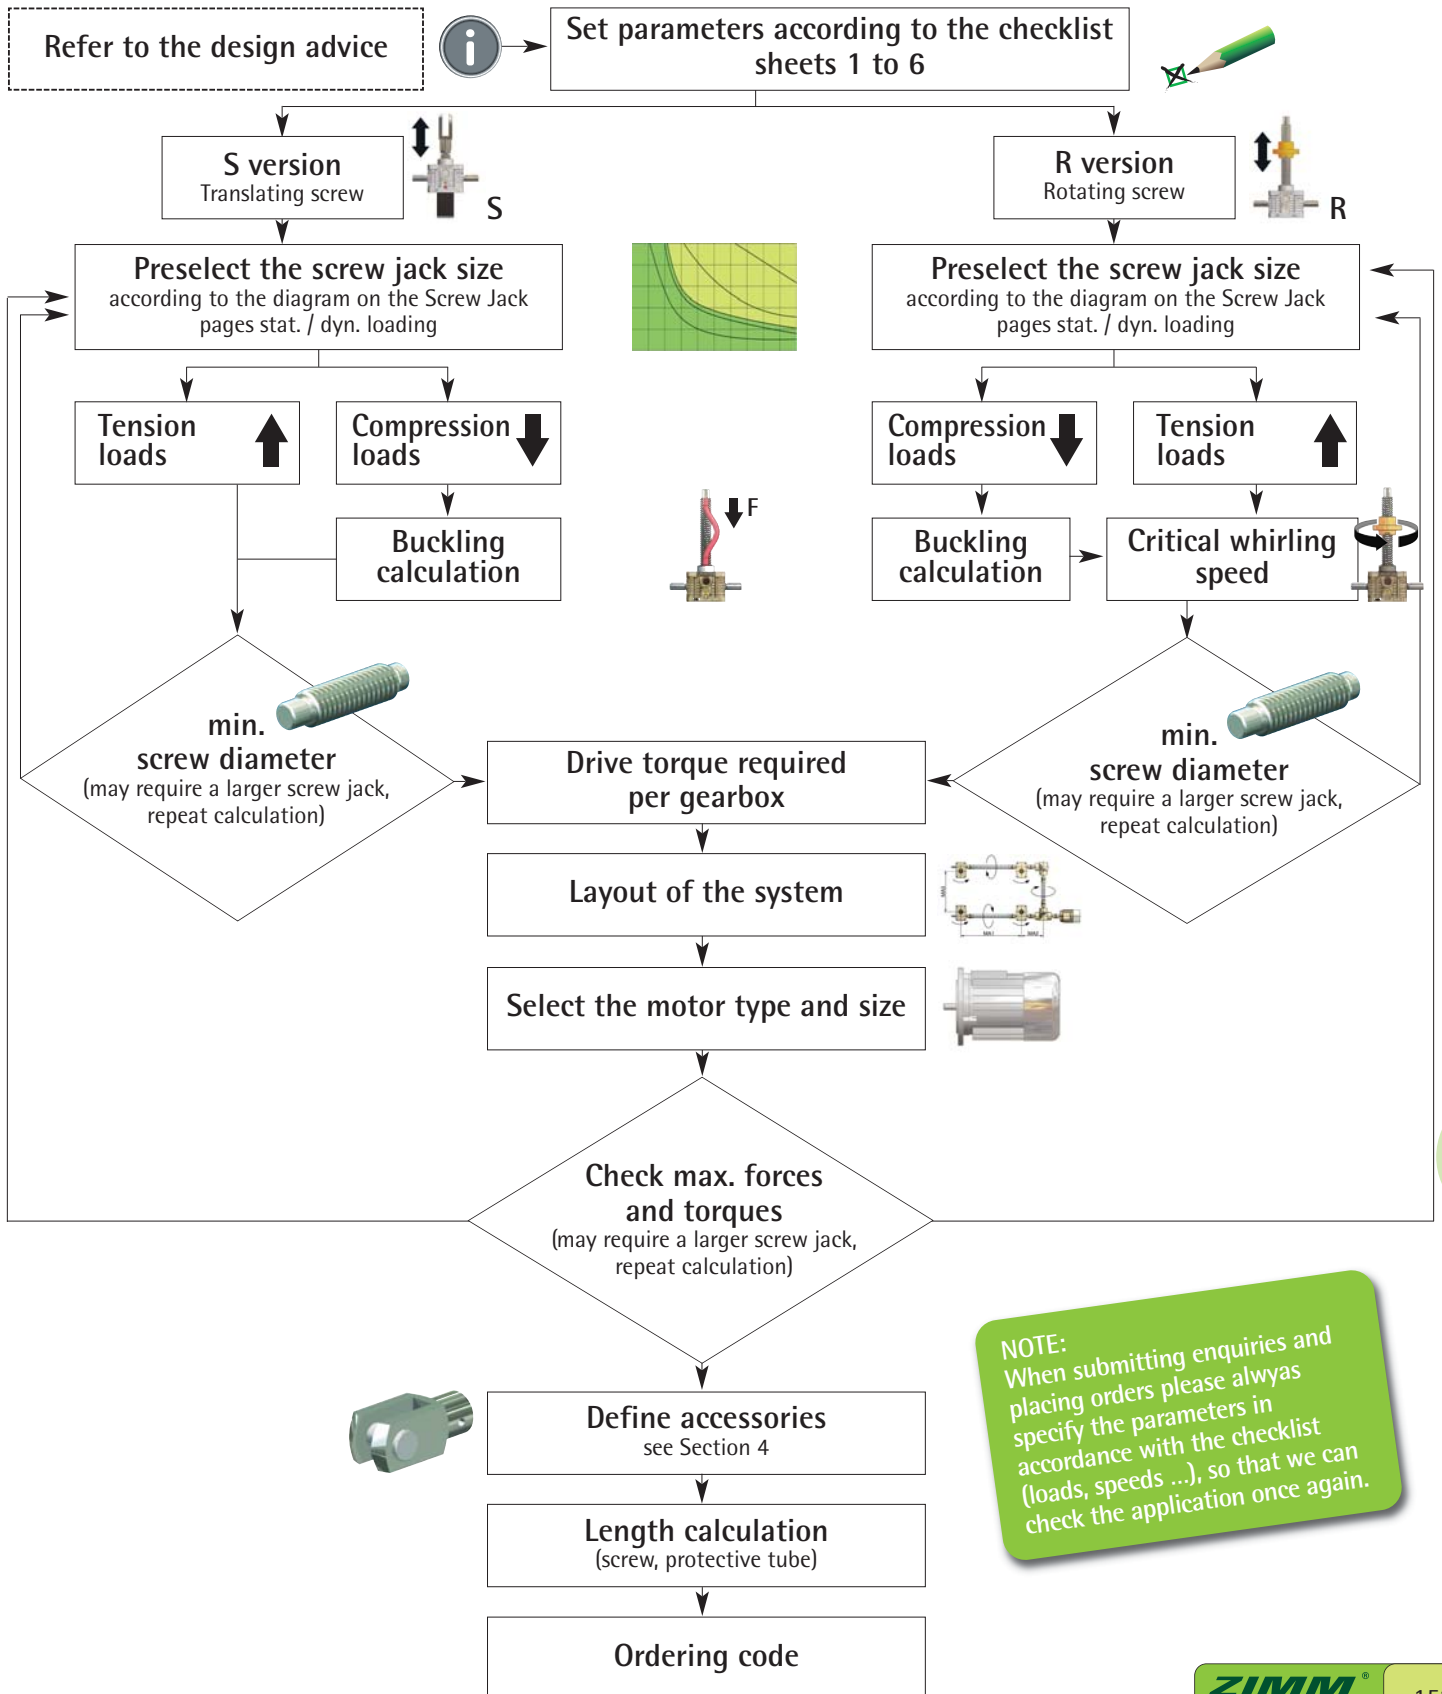 Refer to the design advice
i
Set parameters according to the checklist
sheets 1 to 6
S version
Translating screw
S
R version
Rotating screw
R
Preselect the screw jack size
according to the diagram on the Screw Jack
pages stat. / dyn. loading
Preselect the screw jack size
according to the diagram on the Screw Jack
pages stat. / dyn. loading
Tension
loads
Compression
loads
Compression
loads
Tension
loads
Buckling
calculation
F
Buckling
calculation
Critical whirling
speed
min.
screw diameter
(may require a larger screw jack,
repeat calculation)
min.
screw diameter
(may require a larger screw jack,
repeat calculation)
Drive torque required
per gearbox
Layout of the system
Select the motor type and size
Check max. forces
and torques
(may require a larger screw jack,
repeat calculation)
Define accessories
see Section 4
Length calculation
(screw, protective tube)
Ordering code
NOTE:
When submitting enquiries and
placing orders please alwyas
specify the parameters in
accordance with the checklist
(loads, speeds ...), so that we can
check the application once again.
ZIMM®